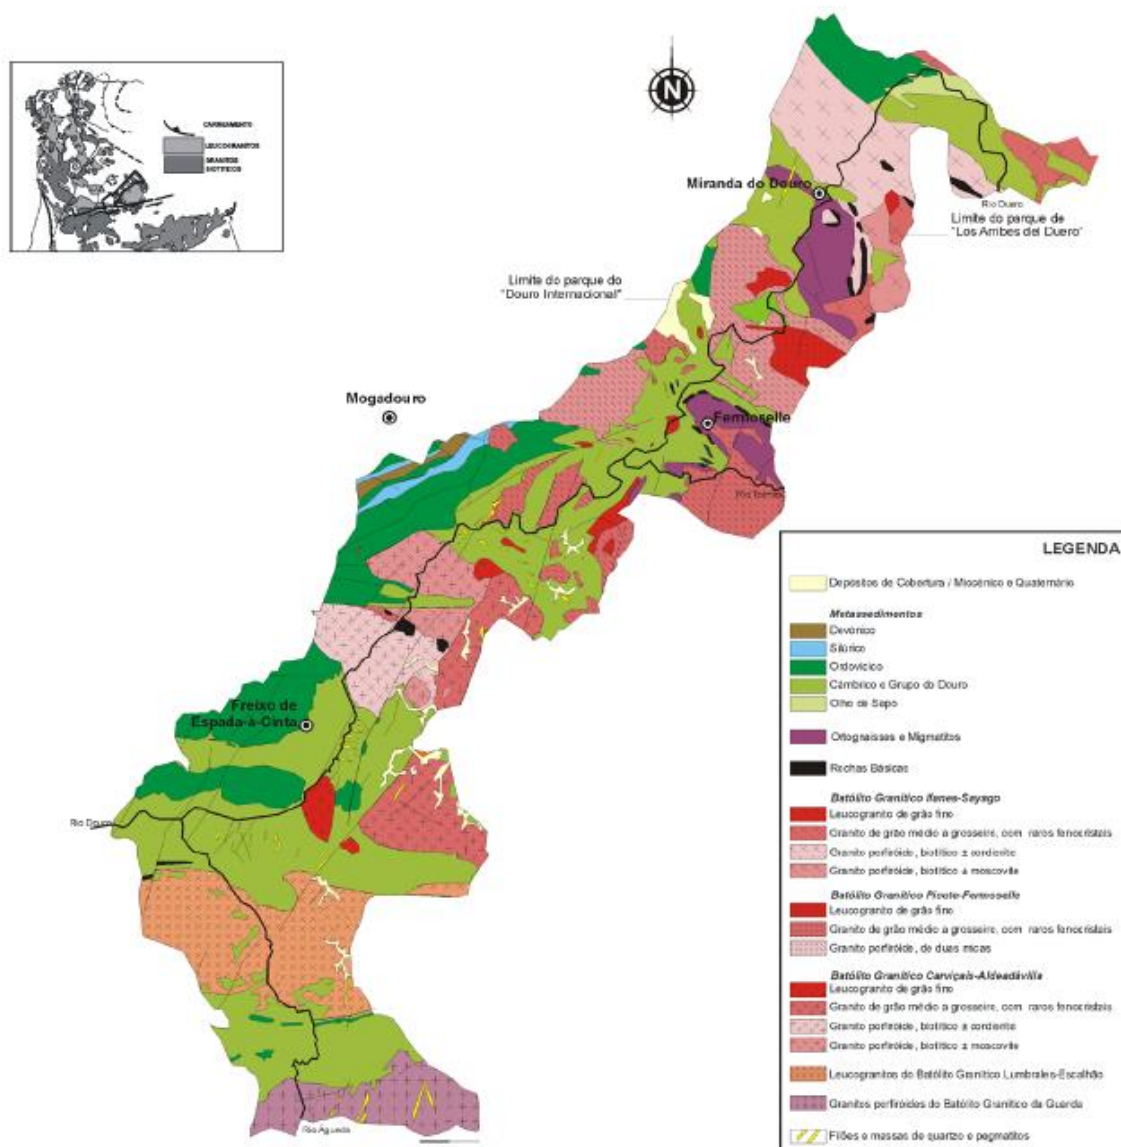 CARREAMENTO
LEUCOGRANITOS
GRANITOS
BIOTÍTICOS
N
Miranda do Douro
Rio Duero
Limite do parque de
"Los Arribes del Duero"
Limite do parque do
"Douro Internacional"
Mogadouro
Fermoselle
Rio Tormes
Freixo de
Espada-à-Cinta
Rio Douro
Rio Águeda
LEGENDA
Depósitos de Cobertura / Miocénico e Quaternário
Metassedimentos
Devónico
Silúrico
Ordovícico
Câmbrico e Grupo do Douro
Olho de Sapo
Ortognaisses e Migmatitos
Rochas Básicas
Batólito Granítico Ifanes-Sayago
Leucogranito de grão fino
Granito de grão médio a grosseiro, com raros fenocristais
Granito porfiróide, biotítico ± cordierite
Granito porfiróide, biotítico ± moscovite
Batólito Granítico Picote-Fermoselle
Leucogranito de grão fino
Granito de grão médio a grosseiro, com raros fenocristais
Granito porfiróide, de duas micas
Batólito Granítico Carviçais-Aldeadávilla
Leucogranito de grão fino
Granito de grão médio a grosseiro, com raros fenocristais
Granito porfiróide, biotítico ± cordierite
Granito porfiróide, biotítico ± moscovite
Leucogranitos do Batólito Granítico Lumbrales-Escalhão
Granitos porfiróides do Batólito Granítico da Guarda
Filões e massas de quartzo e pegmatitos